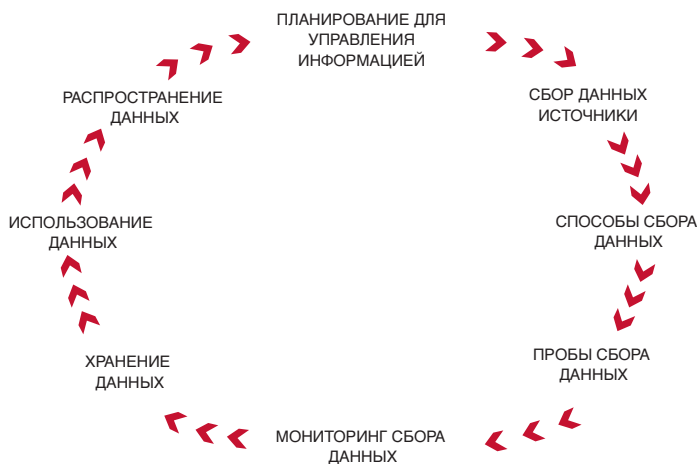 ПЛАНИРОВАНИЕ ДЛЯ
УПРАВЛЕНИЯ
ИНФОРМАЦИЕЙ
СБОР ДАННЫХ
ИСТОЧНИКИ
СПОСОБЫ СБОРА
ДАННЫХ
ПРОБЫ СБОРА
ДАННЫХ
МОНИТОРИНГ СБОРА
ДАННЫХ
ХРАНЕНИЕ
ДАННЫХ
ИСПОЛЬЗОВАНИЕ
ДАННЫХ
РАСПРОСТРАНЕНИЕ
ДАННЫХ